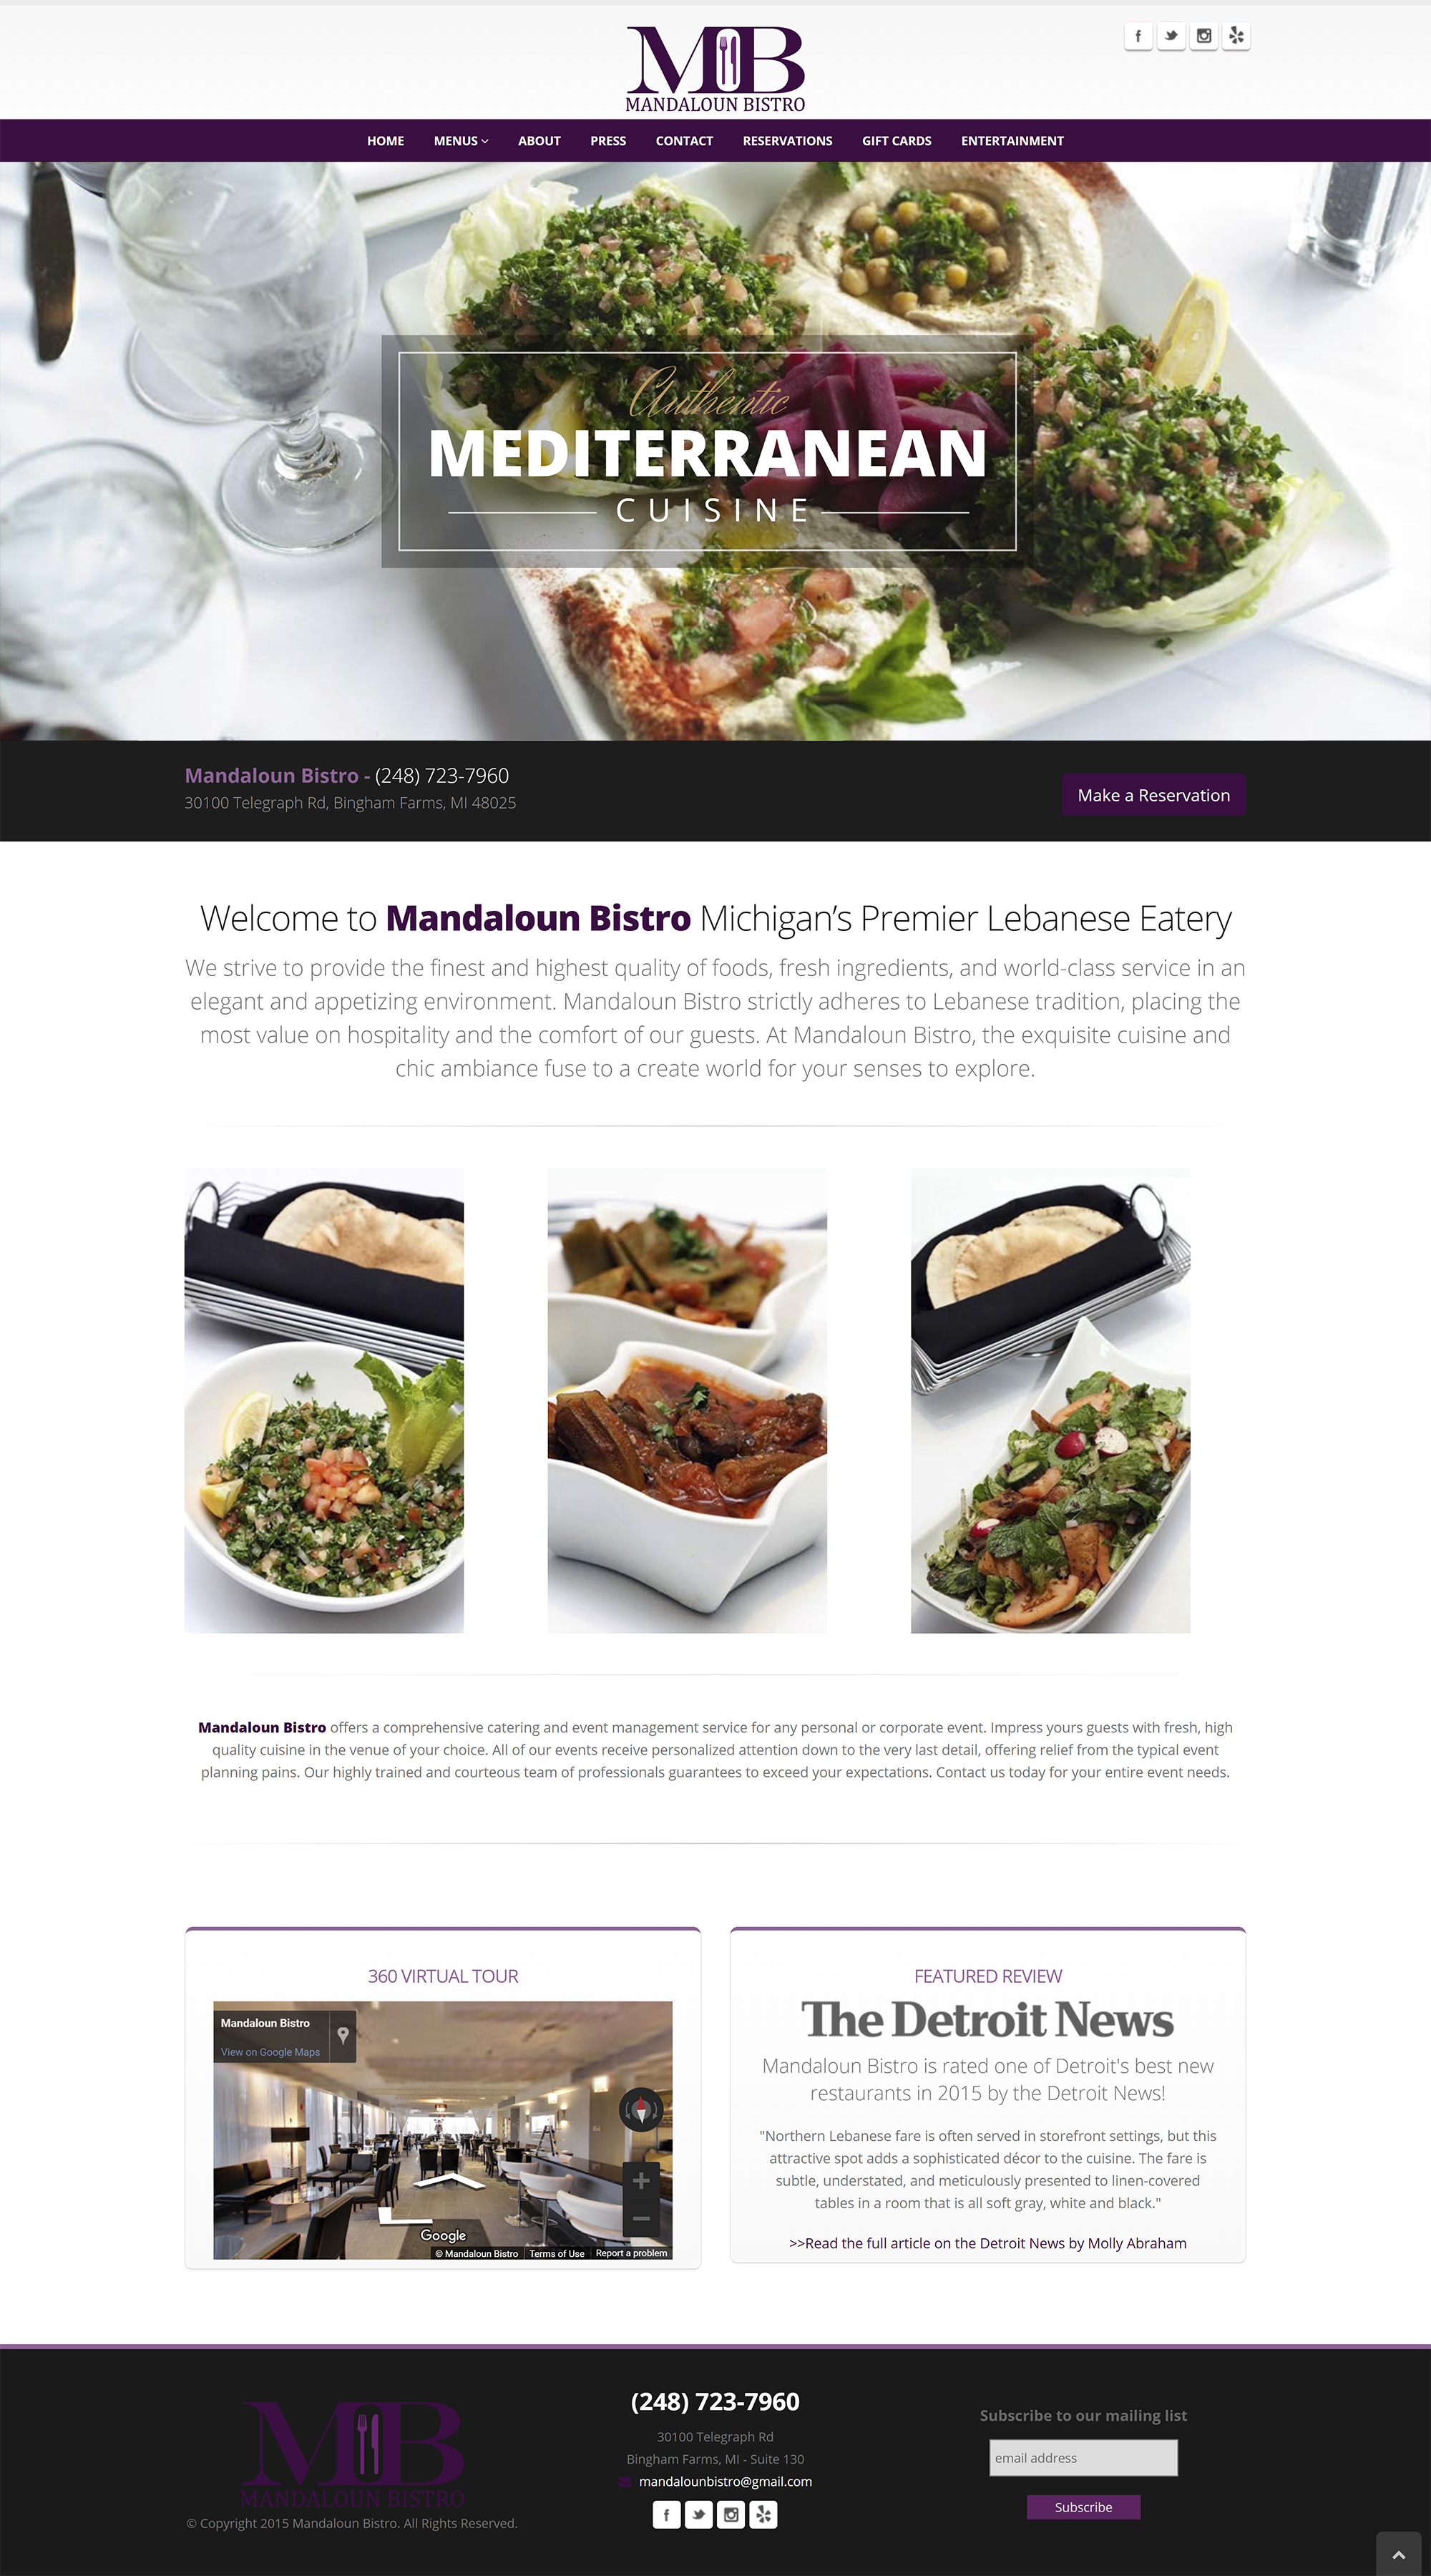 MB
MANDALOUN BISTRO
HOME MENUS ABOUT PRESS CONTACT RESERVATIONS GIFT CARDS ENTERTAINMENT
Authentic
MEDITERRANEAN
CUISINE
Mandaloun Bistro - (248) 723-7960
30100 Telegraph Rd, Bingham Farms, MI 48025
Make a Reservation
Welcome to Mandaloun Bistro Michigan's Premier Lebanese Eatery
We strive to provide the finest and highest quality of foods, fresh ingredients, and world-class service in an
elegant and appetizing environment. Mandaloun Bistro strictly adheres to Lebanese tradition, placing the
most value on hospitality and the comfort of our guests. At Mandaloun Bistro, the exquisite cuisine and
chic ambiance fuse to a create world for your senses to explore.
Mandaloun Bistro offers a comprehensive catering and event management service for any personal or corporate event. Impress yours guests with fresh, high
quality cuisine in the venue of your choice. All of our events receive personalized attention down to the very last detail, offering relief from the typical event
planning pains. Our highly trained and courteous team of professionals guarantees to exceed your expectations. Contact us today for your entire event needs.
360 VIRTUAL TOUR
Mandaloun Bistro
View on Google Maps
Google
© Mandaloun Bistro Terms of Use Report a problem
FEATURED REVIEW
The Detroit News
Mandaloun Bistro is rated one of Detroit's best new
restaurants in 2015 by the Detroit News!
"Northern Lebanese fare is often served in storefront settings, but this
attractive spot adds a sophisticated décor to the cuisine. The fare is
subtle, understated, and meticulously presented to linen-covered
tables in a room that is all soft gray, white and black."
>>Read the full article on the Detroit News by Molly Abraham
MB
MANDALOUN BISTRO
© Copyright 2015 Mandaloun Bistro. All Rights Reserved.
(248) 723-7960
30100 Telegraph Rd
Bingham Farms, MI - Suite 130
mandalounbistro@gmail.com
Subscribe to our mailing list
email address
Subscribe